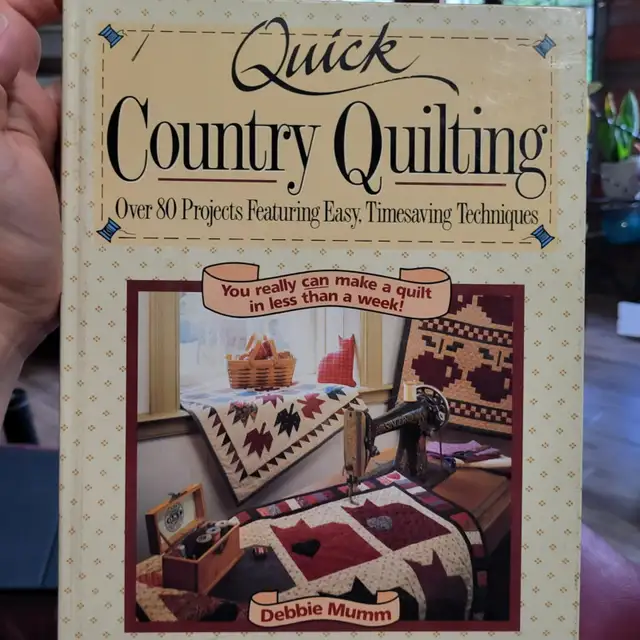 Quick
Country Quilting
Over 80 Projects Featuring Easy, Timesaving Techniques
You really can make a quilt
in less than a week!
Debbie Mumm